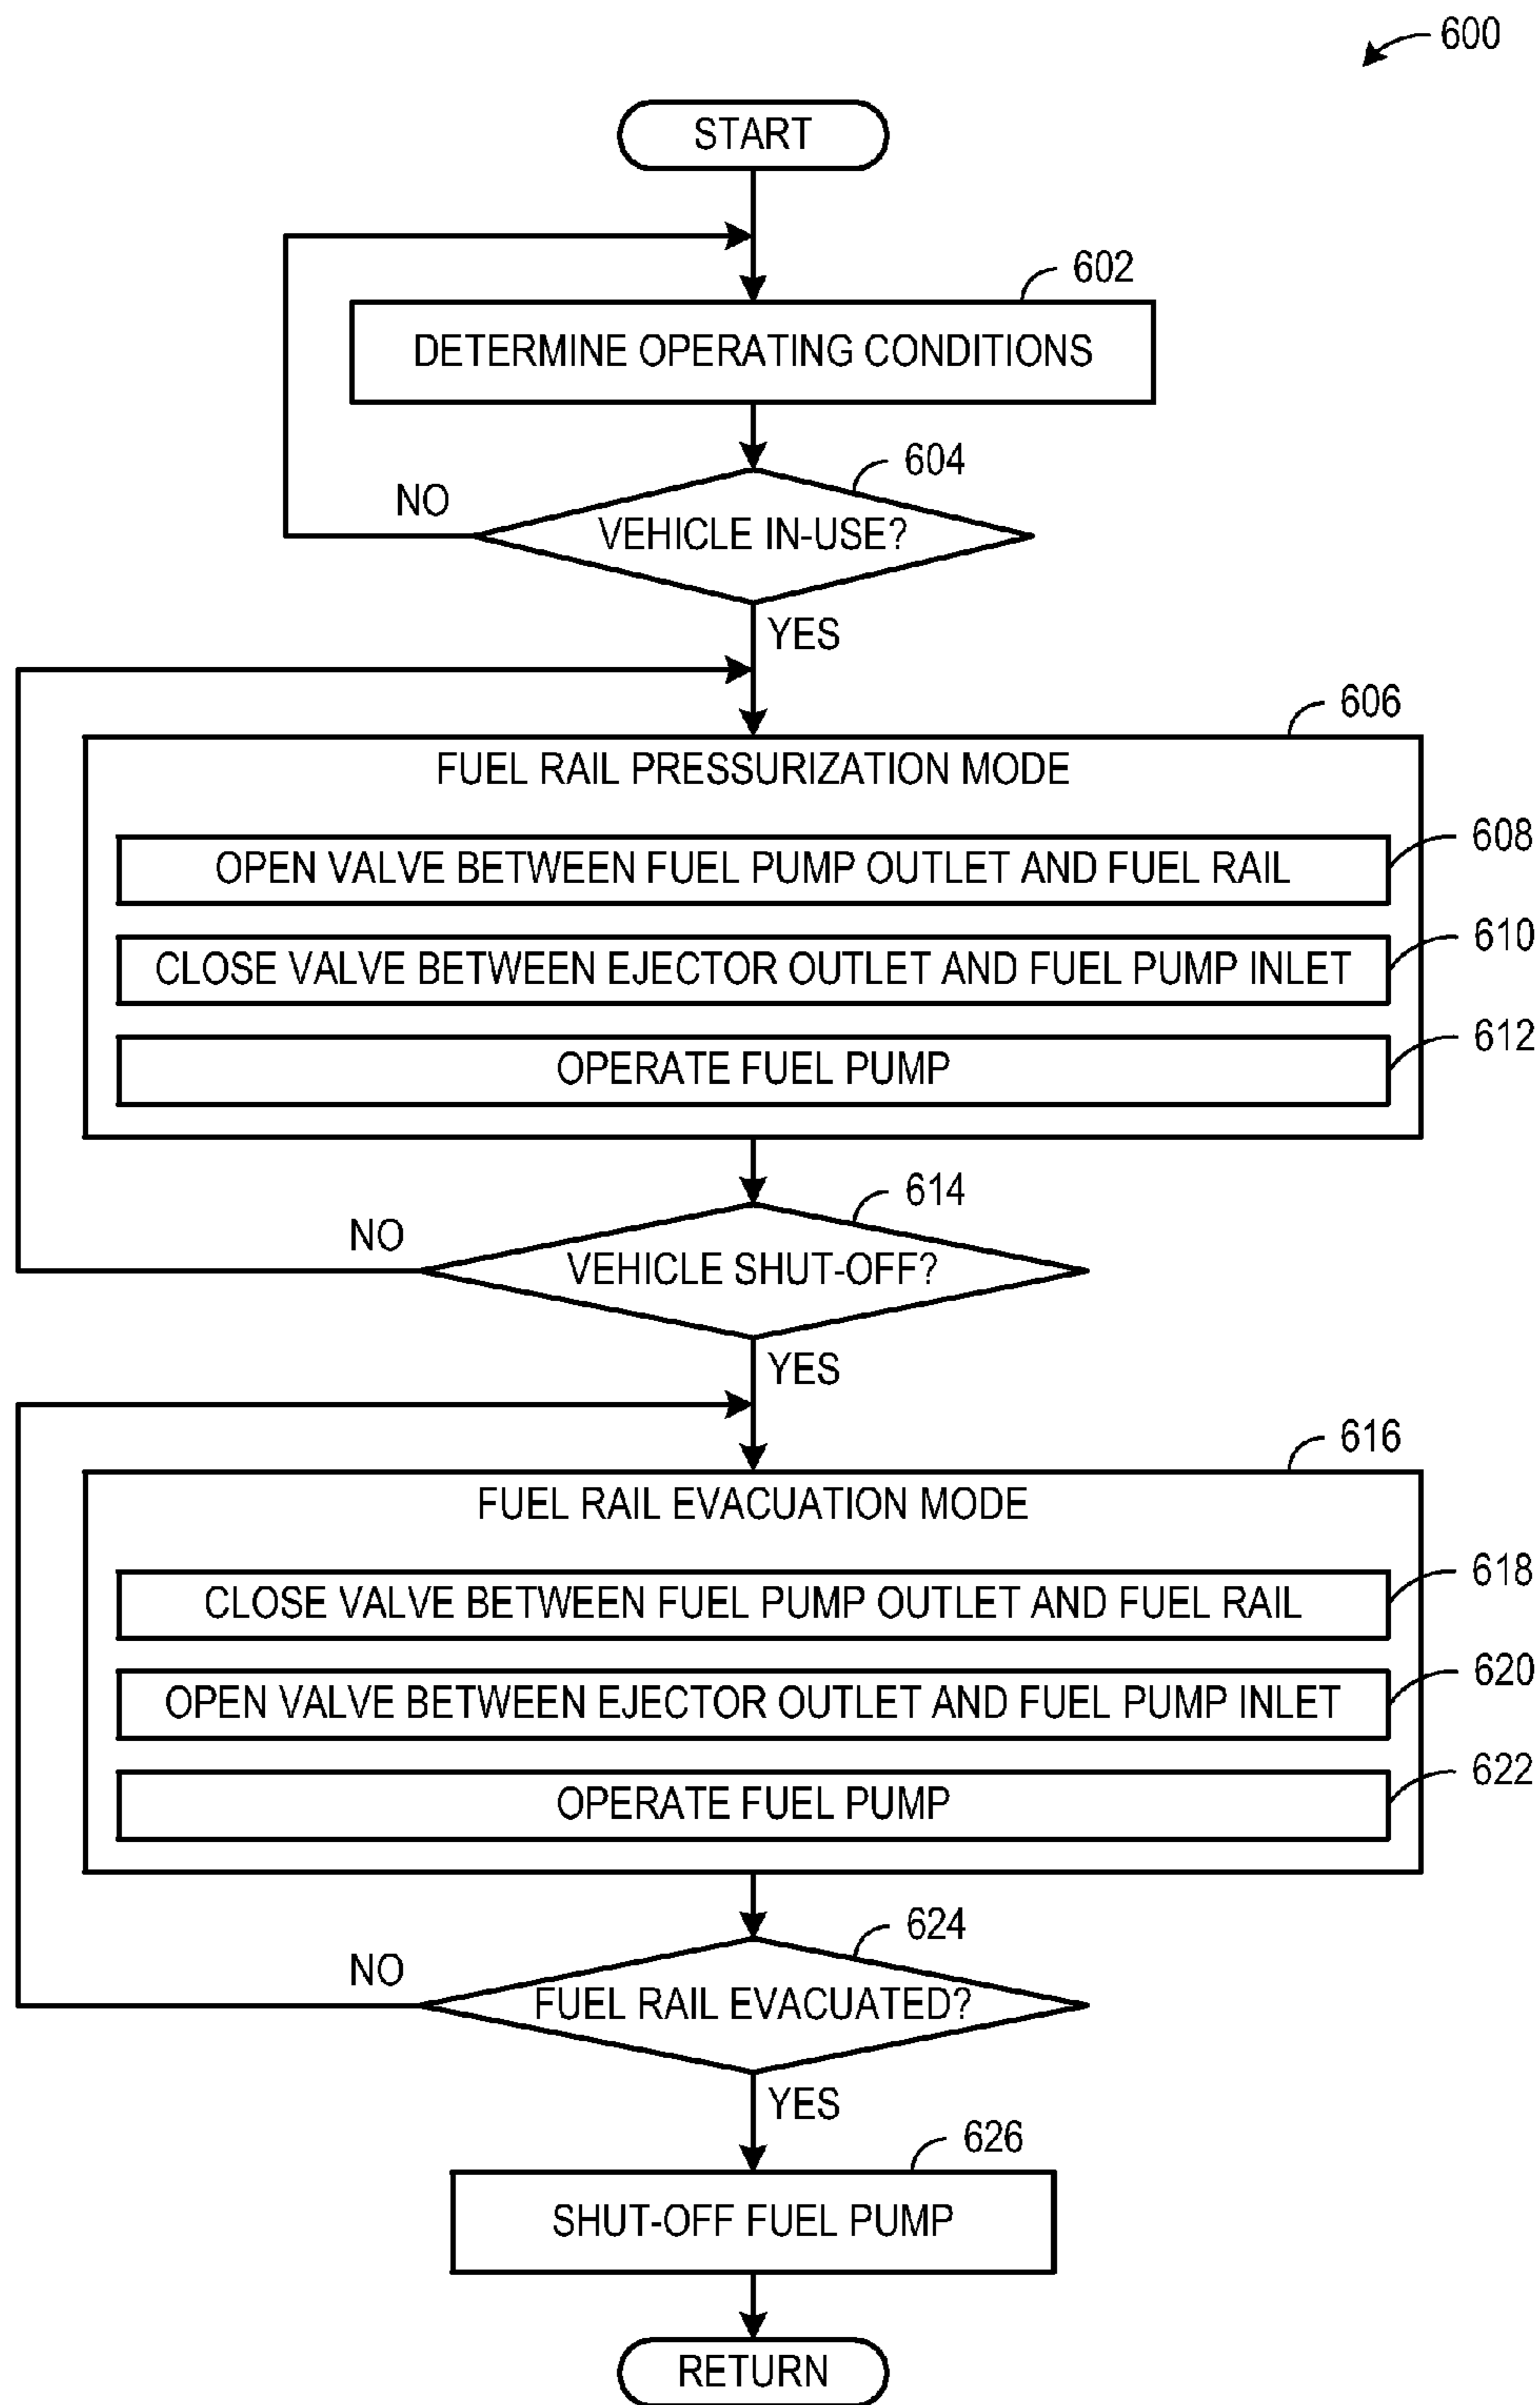 600
START
602
DETERMINE OPERATING CONDITIONS
604
NO
VEHICLE IN-USE?
YES
606
FUEL RAIL PRESSURIZATION MODE
608
OPEN VALVE BETWEEN FUEL PUMP OUTLET AND FUEL RAIL
610
CLOSE VALVE BETWEEN EJECTOR OUTLET AND FUEL PUMP INLET
612
OPERATE FUEL PUMP
614
NO
VEHICLE SHUT-OFF?
YES
616
FUEL RAIL EVACUATION MODE
618
CLOSE VALVE BETWEEN FUEL PUMP OUTLET AND FUEL RAIL
620
OPEN VALVE BETWEEN EJECTOR OUTLET AND FUEL PUMP INLET
622
OPERATE FUEL PUMP
624
NO
FUEL RAIL EVACUATED?
YES
626
SHUT-OFF FUEL PUMP
RETURN